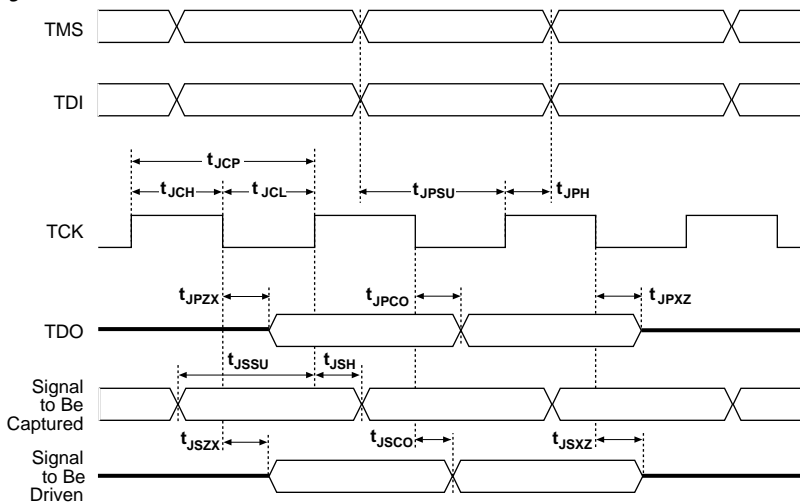 TMS
TDI
tJCP
tJCH tJCL tJPSU tJPH
TCK
tJPZX tJPCO tJPXZ
TDO
tJSSU tJSH
Signal
to Be
Captured
tJSZX tJSCO tJSXZ
Signal
to Be
Driven